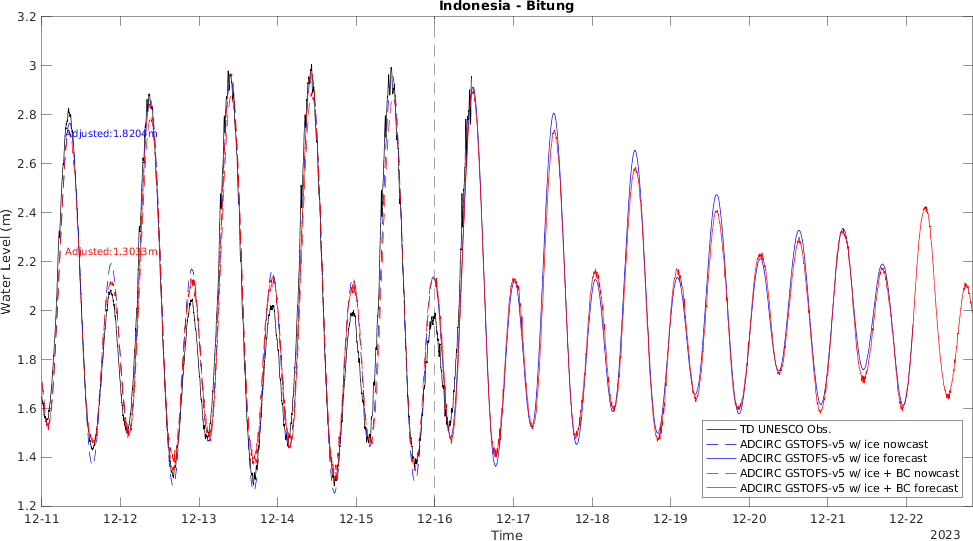 Indonesia - Bitung
Water Level (m)
3.2
3
2.8
2.6
2.4
2.2
2
1.8
1.6
1.4
1.2
Adjusted:1.8204m
Adjusted:1.3033m
TD UNESCO Obs.
ADCIRC GSTOFS-v5 w/ ice nowcast
ADCIRC GSTOFS-v5 w/ ice forecast
ADCIRC GSTOFS-v5 w/ ice + BC nowcast
ADCIRC GSTOFS-v5 w/ ice + BC forecast
12-11 12-12 12-13 12-14 12-15 12-16 12-17 12-18 12-19 12-20 12-21 12-22
Time
2023